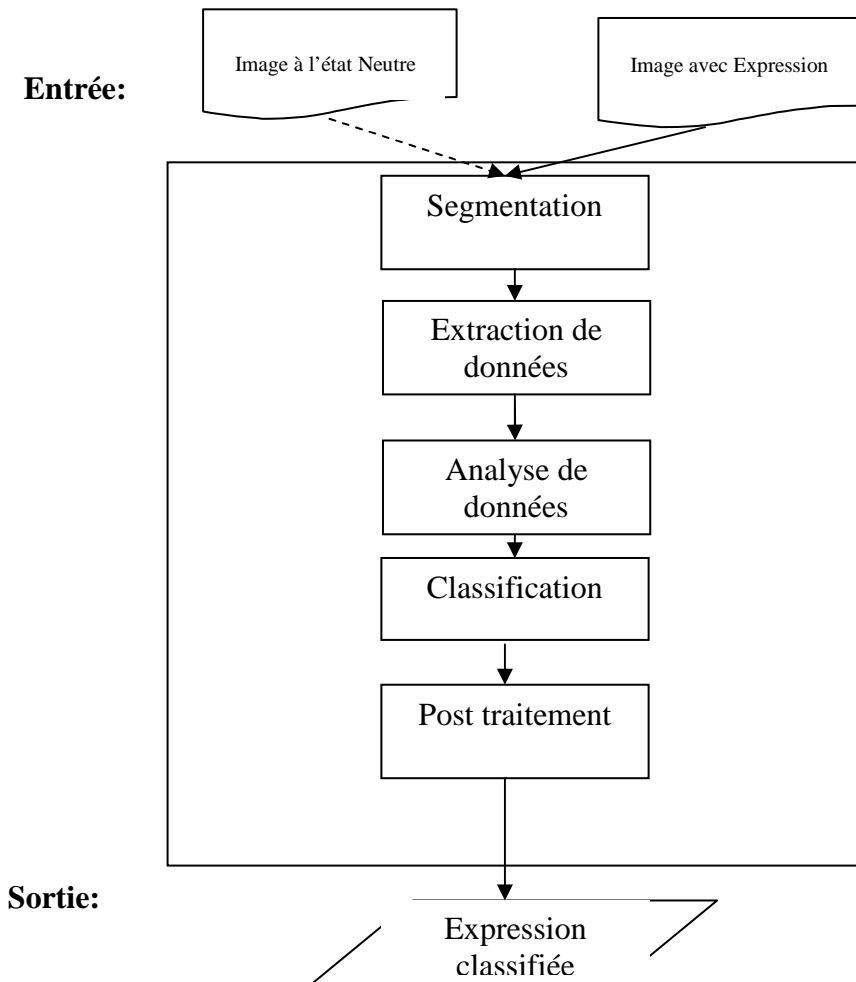 Image à l’état Neutre
Image avec Expression
Entrée:
Segmentation
Extraction de
données
Analyse de
données
Classification
Post traitement
Sortie:
Expression
classifiée